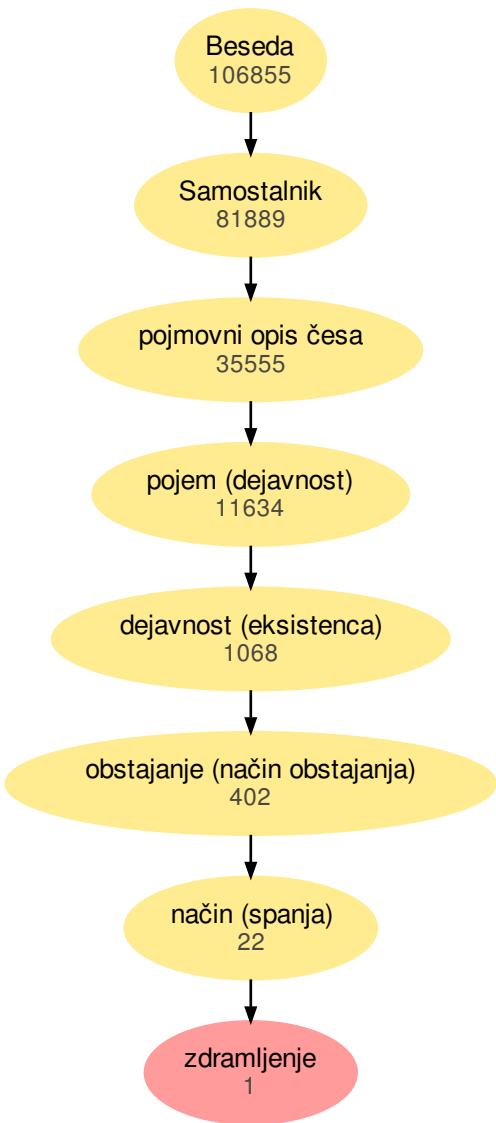 Beseda
106855
Samostalnik
81889
pojmovni opis česa
35555
pojem (dejavnost)
11634
dejavnost (eksistenca)
1068
obstajanje (način obstajanja)
402
način (spanja)
22
zdramljenje
1